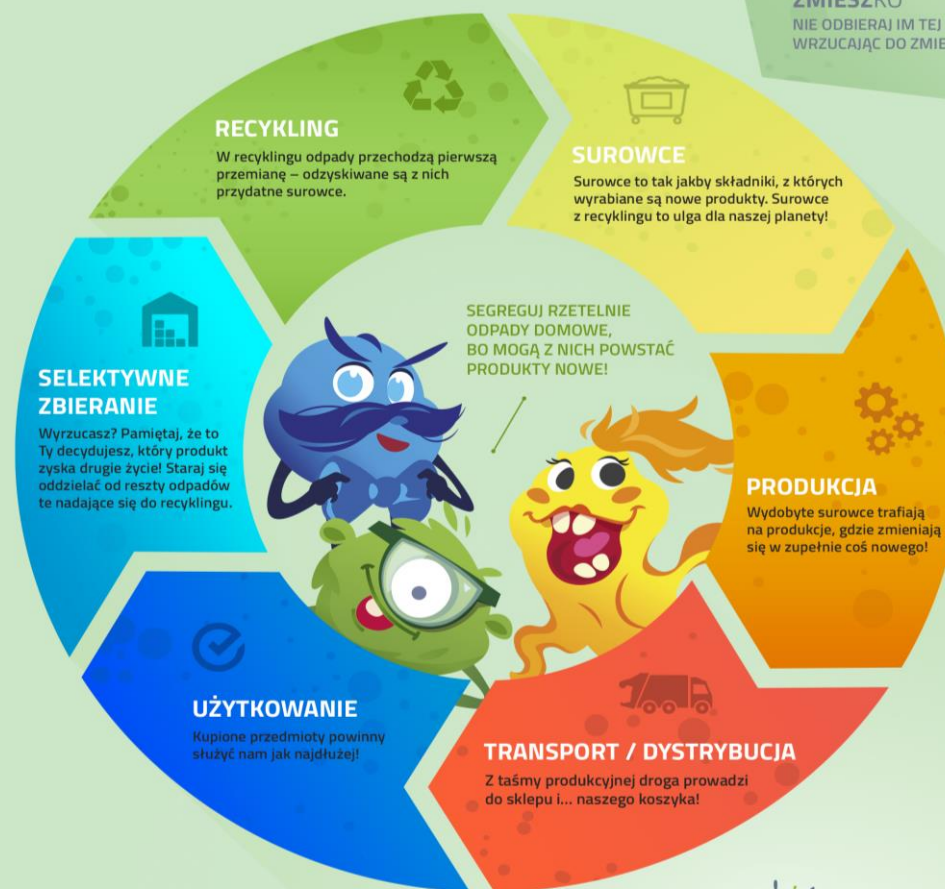 ZMIESZKO
NIE ODBIERAJ IM TEJ
WRZUCAJĄC DO
RECYKLING
W recyklingu odpady przechodzą pierwszą
przemianę – odzyskiwane są z nich
przydatne surowce.
SUROWCE
Surowce to tak jakby składniki, z których
wyrabiane są nowe produkty. Surowce
z recyklingu to ulga dla naszej planety!
SEGREGUJ RZETELNIE
ODPADY DOMOWE,
BO MOGĄ Z NICH POWSTAĆ
PRODUKTY NOWE!
SELEKTYWNE
ZBIERANIE
Wyrzucasz? Pamiętaj, że to
Ty decydujesz, który produkt
zyska drugie życie! Staraj się
oddzielać od reszty odpadów
te nadające się do recyklingu.
PRODUKCJA
Wydobyte surowce trafiają
na produkcje, gdzie zmieniają
się w zupełnie coś nowego!
UŻYTKOWANIE
Kupione przedmioty powinny
służyć nam jak najdłużej!
TRANSPORT / DYSTRYBUCJA
Z taśmy produkcyjnej droga prowadzi
do sklepu i... naszego koszyka!